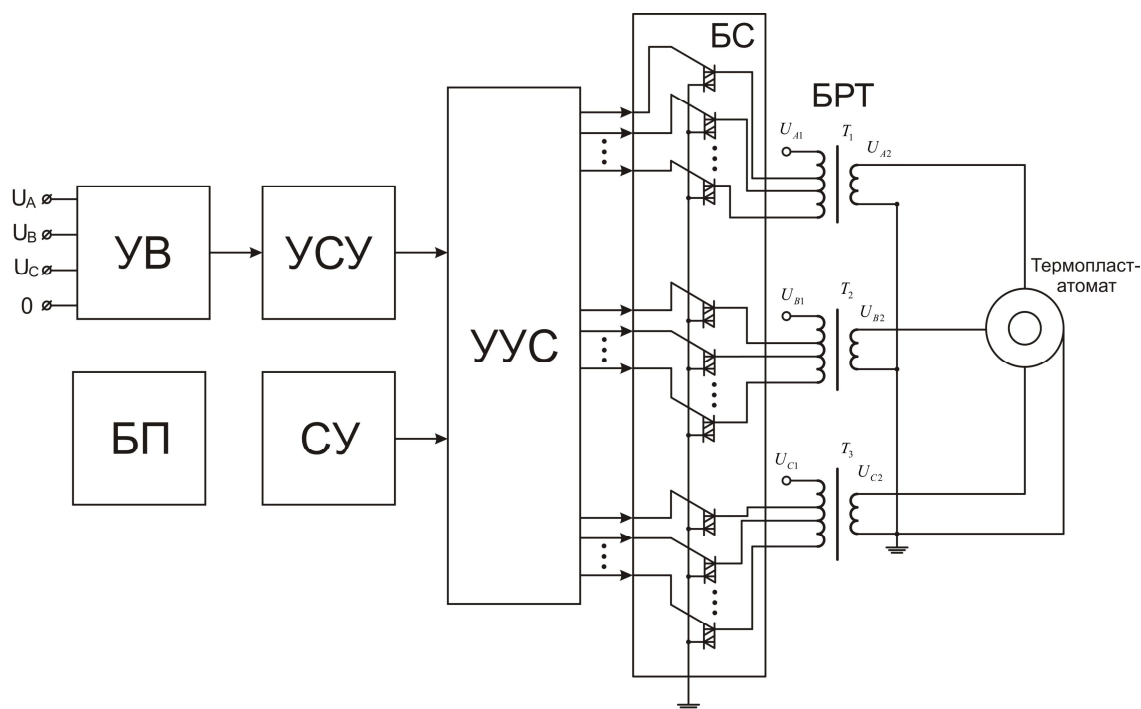 БС
БРТ
U_A1
T_1
U_A2
U_A
U_B
U_C
0
УВ
УСУ
УУС
U_B1
T_2
U_B2
Термопласт-
атомат
БП
СУ
U_C1
T_3
U_C2